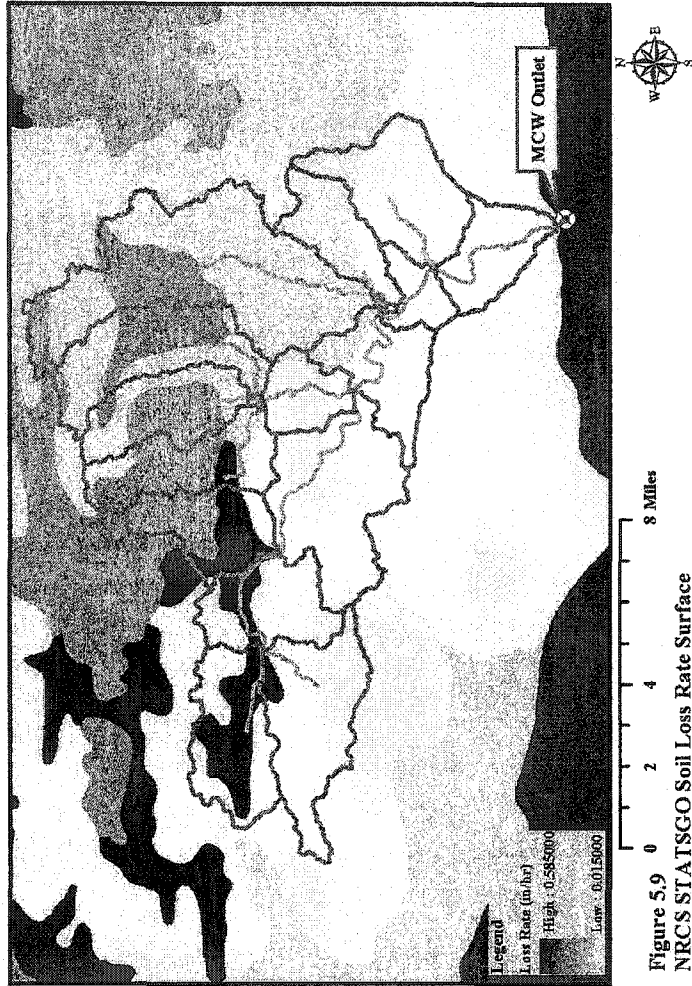 MCW Outlet
N
W
E
S
Legend
Loss Rate (in/hr)
High : 0.585000
Low : 0.015000
0 2 4 8 Miles
Figure 5.9
NRCS STATSGO Soil Loss Rate Surface